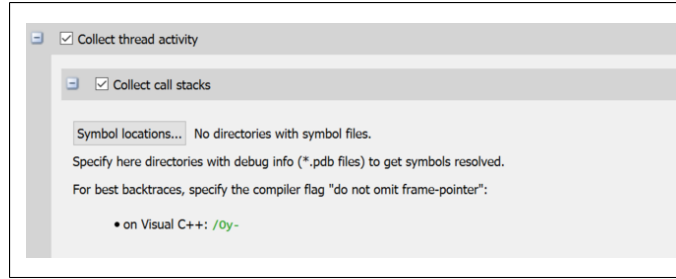 Collect thread activity
Collect call stacks
Symbol locations... No directories with symbol files.
Specify here directories with debug info (*.pdb files) to get symbols resolved.
For best backtraces, specify the compiler flag "do not omit frame-pointer":
• on Visual C++: /Oy-